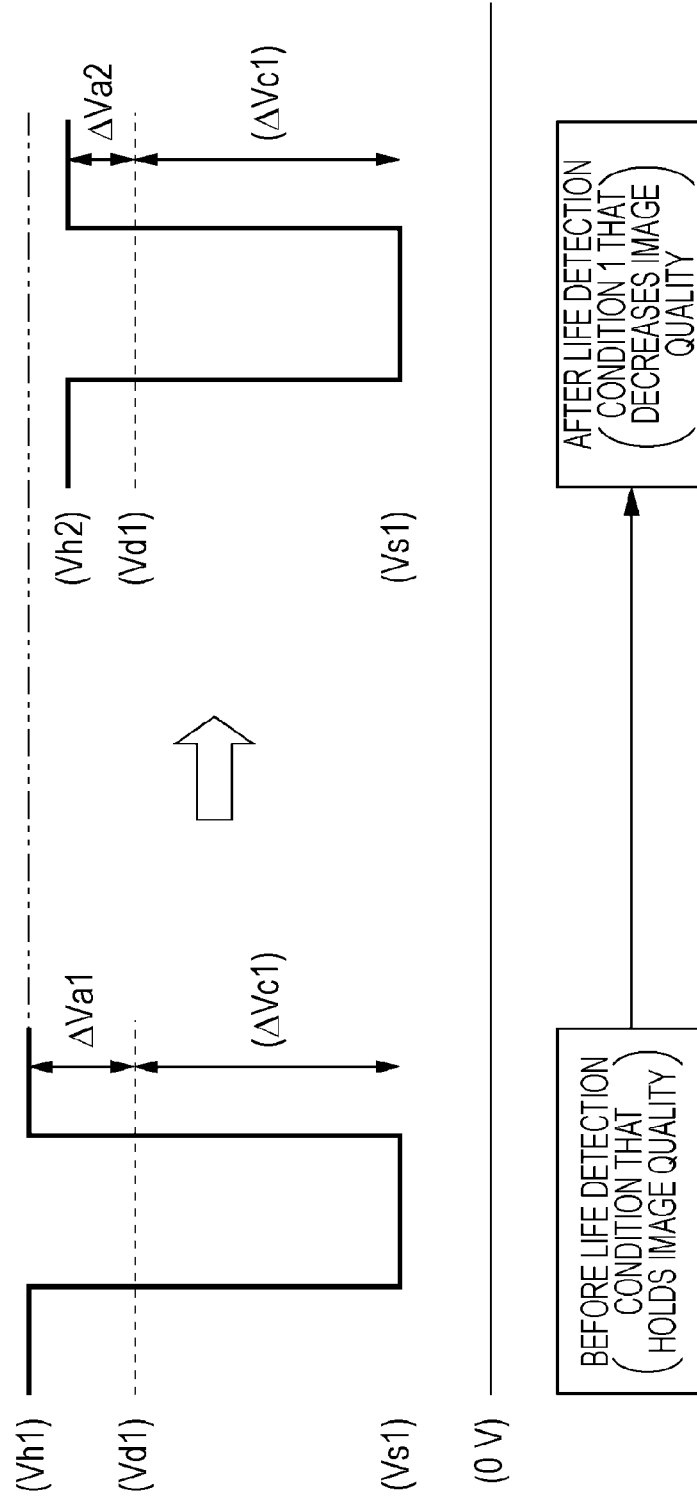 (Vh1)
(Vd1)
(Vs1)
(0 V)
ΔVa1
(ΔVc1)
(Vh2)
(Vd1)
(Vs1)
ΔVa2
(ΔVc1)
BEFORE LIFE DETECTION
(CONDITION THAT
HOLDS IMAGE QUALITY)
AFTER LIFE DETECTION
(CONDITION 1 THAT
DECREASES IMAGE
QUALITY)